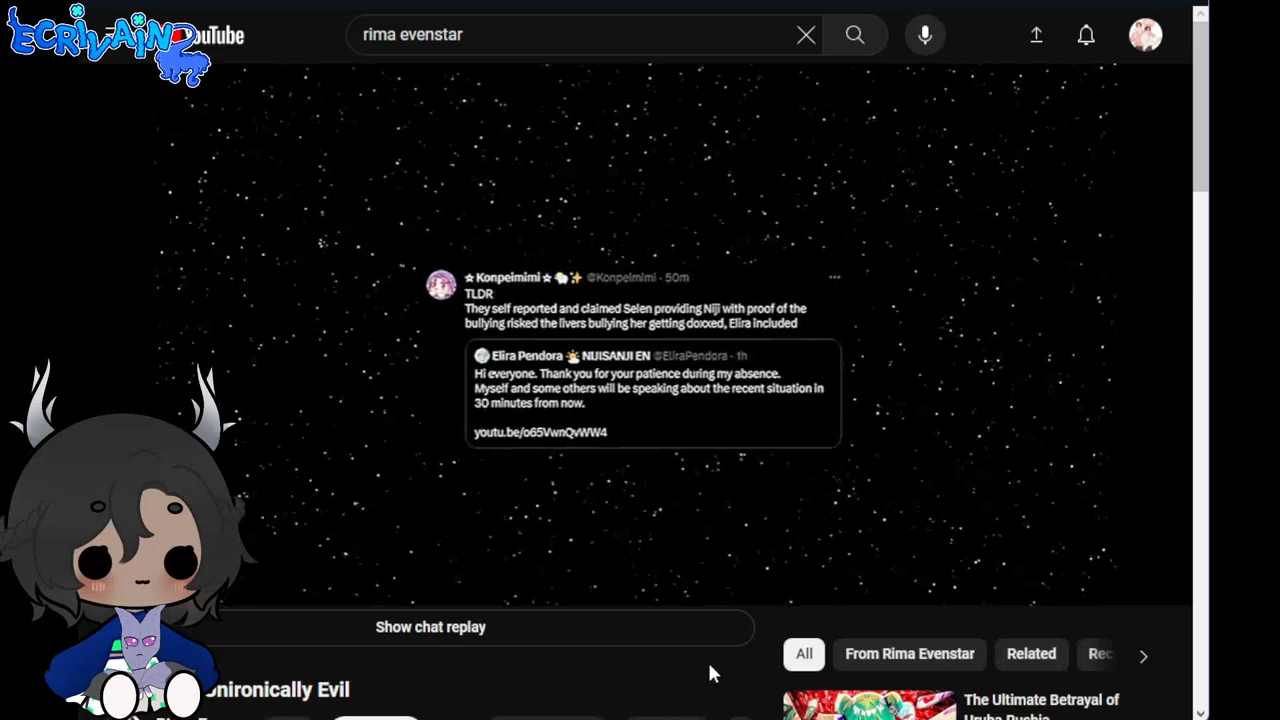 ECRIVAIN
YouTube
rima evenstar
☆ Konpeimimi ☆ @Konpeimimi · 50m
TLDR
They self reported and claimed Selen providing Niji with proof of the
bullying risked the livers bullying her getting doxxed, Elira included
Elira Pendora NIJISANJI EN @EliraPendora · 1h
Hi everyone. Thank you for your patience during my absence.
Myself and some others will be speaking about the recent situation in
30 minutes from now.
youtu.be/o65VwnQvWW4
Show chat replay
All
From Rima Evenstar
Related
Rec
Unironically Evil
The Ultimate Betrayal of